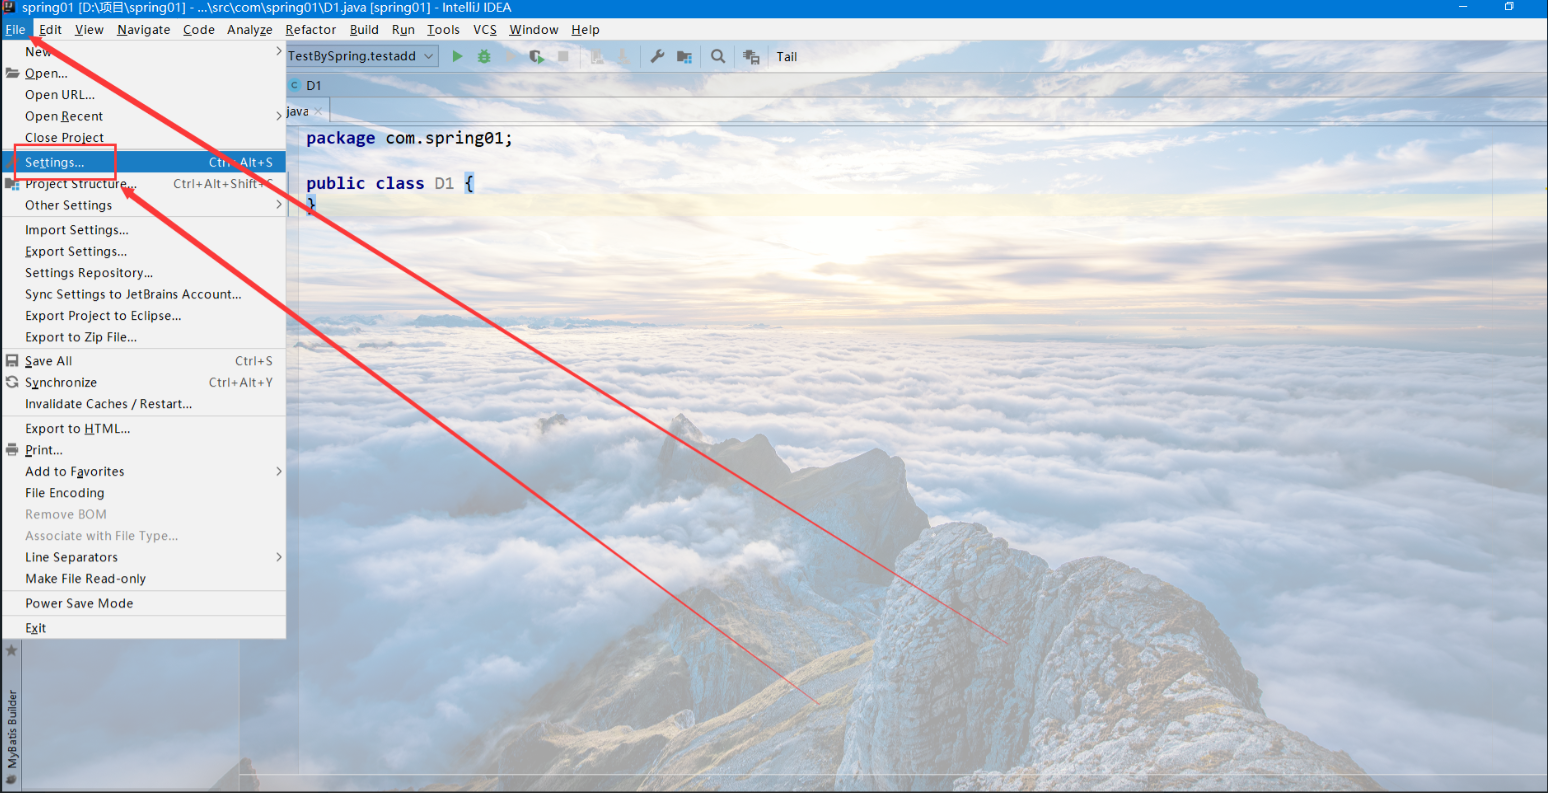 spring01 [D:\项目\spring01] - ...\src\com\spring01\D1.java [spring01] - IntelliJ IDEA
File Edit View Navigate Code Analyze Refactor Build Run Tools VCS Window Help
TestBySpring.testadd Tail
New
Open...
D1
Open URL...
java
Open Recent
Close Project
package com.spring01;
Settings... Ctrl+Alt+S
Project Structure... Ctrl+Alt+Shift+S
public class D1 {
Other Settings
}
Import Settings...
Export Settings...
Settings Repository...
Sync Settings to JetBrains Account...
Export Project to Eclipse...
Export to Zip File...
Save All Ctrl+S
Synchronize Ctrl+Alt+Y
Invalidate Caches / Restart...
Export to HTML...
Print...
Add to Favorites
File Encoding
Remove BOM
Associate with File Type...
Line Separators
Make File Read-only
Power Save Mode
Exit
MyBatis Builder